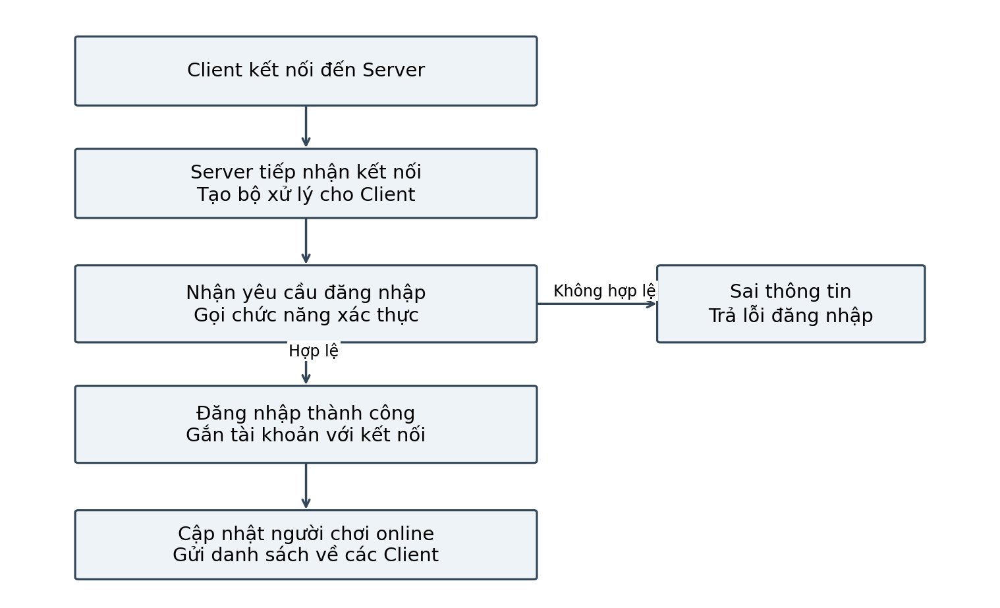 Client kết nối đến Server
Server tiếp nhận kết nối
Tạo bộ xử lý cho Client
Nhận yêu cầu đăng nhập
Gọi chức năng xác thực
Không hợp lệ
Sai thông tin
Trả lỗi đăng nhập
Hợp lệ
Đăng nhập thành công
Gắn tài khoản với kết nối
Cập nhật người chơi online
Gửi danh sách về các Client